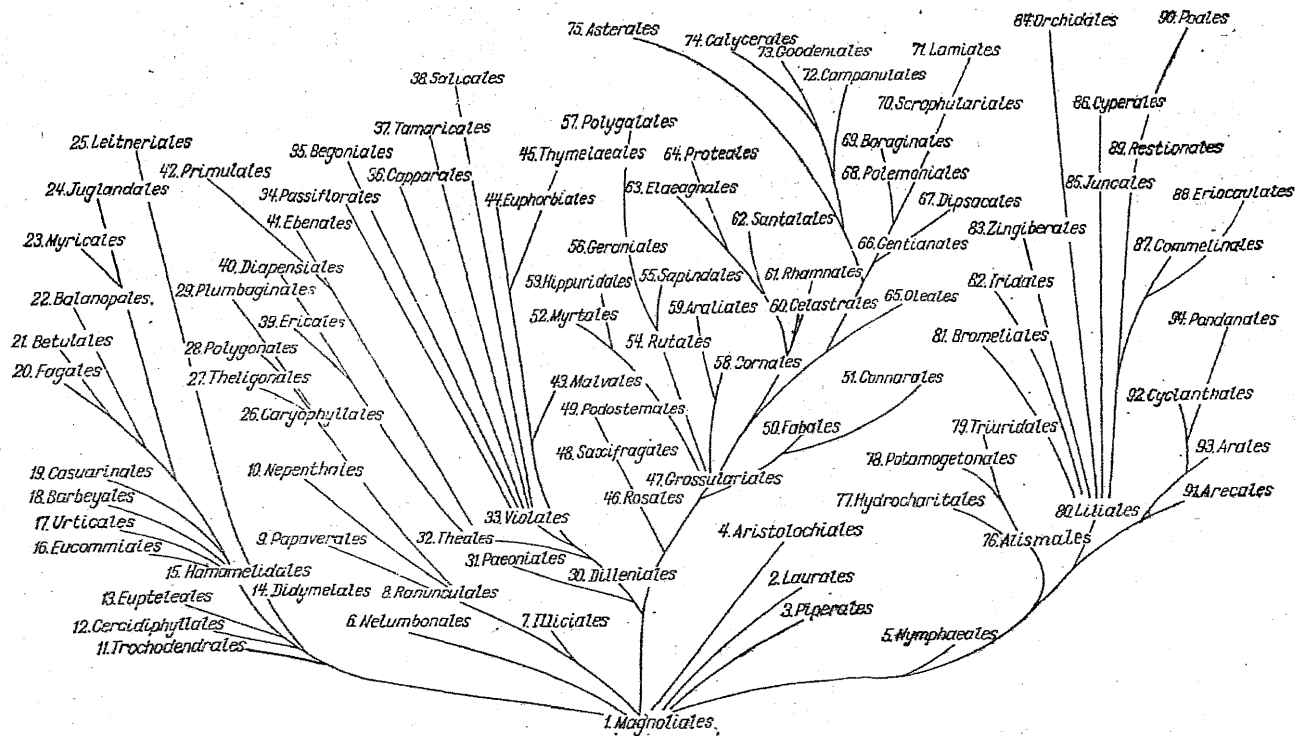 75. Asterales
74. Calycerales
73. Goodeniales
72. Campanulales
71. Lamiales
84. Orchidales
90. Poales
38. Salicales
70. Scrophulariales
86. Cyperales
25. Leitneriales
42. Primulales
35. Begoniales
37. Tamaricales
57. Polygalales
45. Thymelaeales
64. Proteales
69. Boraginales
89. Restionales
24. Juglandales
34. Passiflorales
36. Capparales
44. Euphorbiales
63. Elaeagnales
68. Polemoniales
85. Juncales
88. Eriocaulales
41. Ebenales
62. Santalales
67. Dipsacales
23. Myricales
56. Geraniales
66. Gentianales
83. Zingiberales
87. Commelinales
40. Diapensiales
53. Hippuridales
55. Sapindales
61. Rhamnales
29. Plumbaginales
22. Balanopales
59. Araliales
60. Celastrales
65. Oleales
82. Iridales
39. Ericales
52. Myrtales
94. Pandanales
21. Betulales
28. Polygonales
54. Rutales
58. Cornales
81. Bromeliales
20. Fagales
27. Theligonales
43. Malvales
51. Connarales
26. Caryophyllales
49. Podostemales
50. Fabales
92. Cyclanthales
79. Triuridales
48. Saxifragales
78. Potamogetonales
93. Arales
19. Casuarinales
10. Nepenthales
47. Grossulariales
18. Barbeyales
46. Rosales
77. Hydrocharitales
91. Arecales
17. Urticales
33. Violales
80. Liliales
16. Eucommiales
9. Papaverales
32. Theales
4. Aristolochiales
76. Alismales
31. Paeoniales
15. Hamamelidales
30. Dilleniales
2. Laurales
14. Didymelales
8. Ranunculales
13. Eupteleales
3. Piperales
12. Cercidiphyllales
6. Nelumbonales
7. Illiciales
5. Nymphaeales
11. Trochodendrales
1. Magnoliales